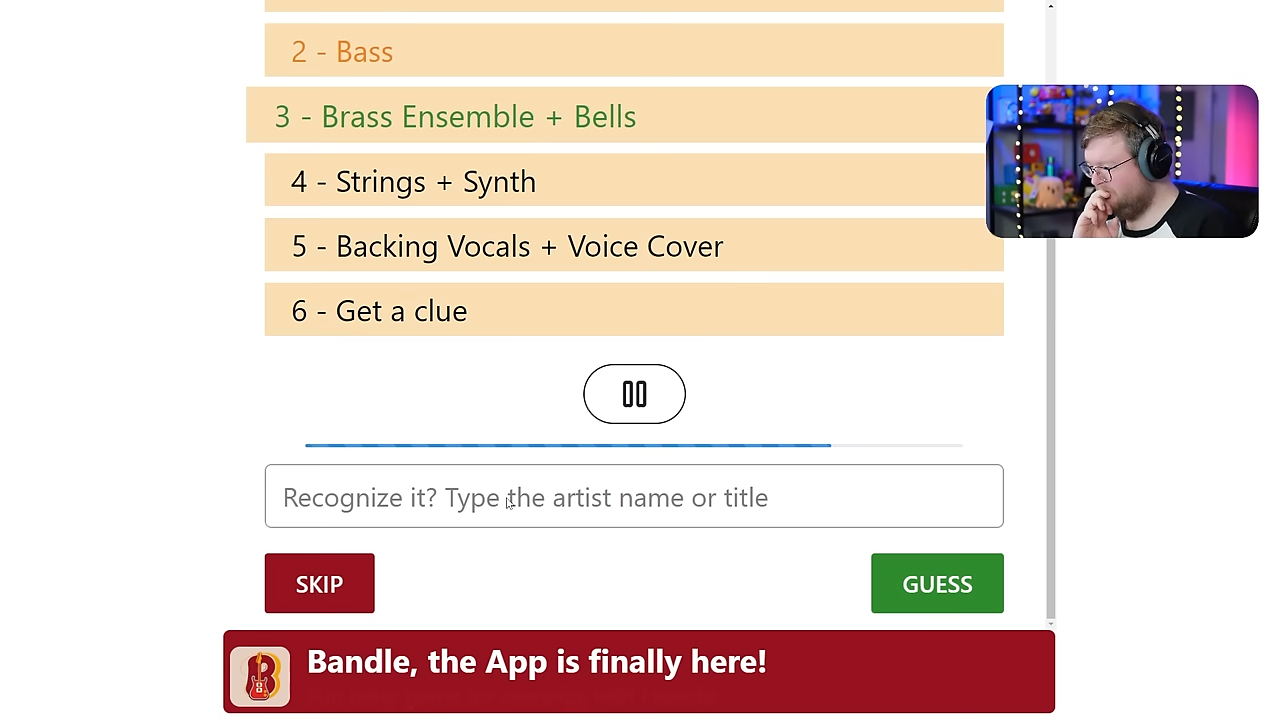 2 - Bass
3 - Brass Ensemble + Bells
4 - Strings + Synth
5 - Backing Vocals + Voice Cover
6 - Get a clue
Recognize it? Type the artist name or title
SKIP
GUESS
Bandle, the App is finally here!